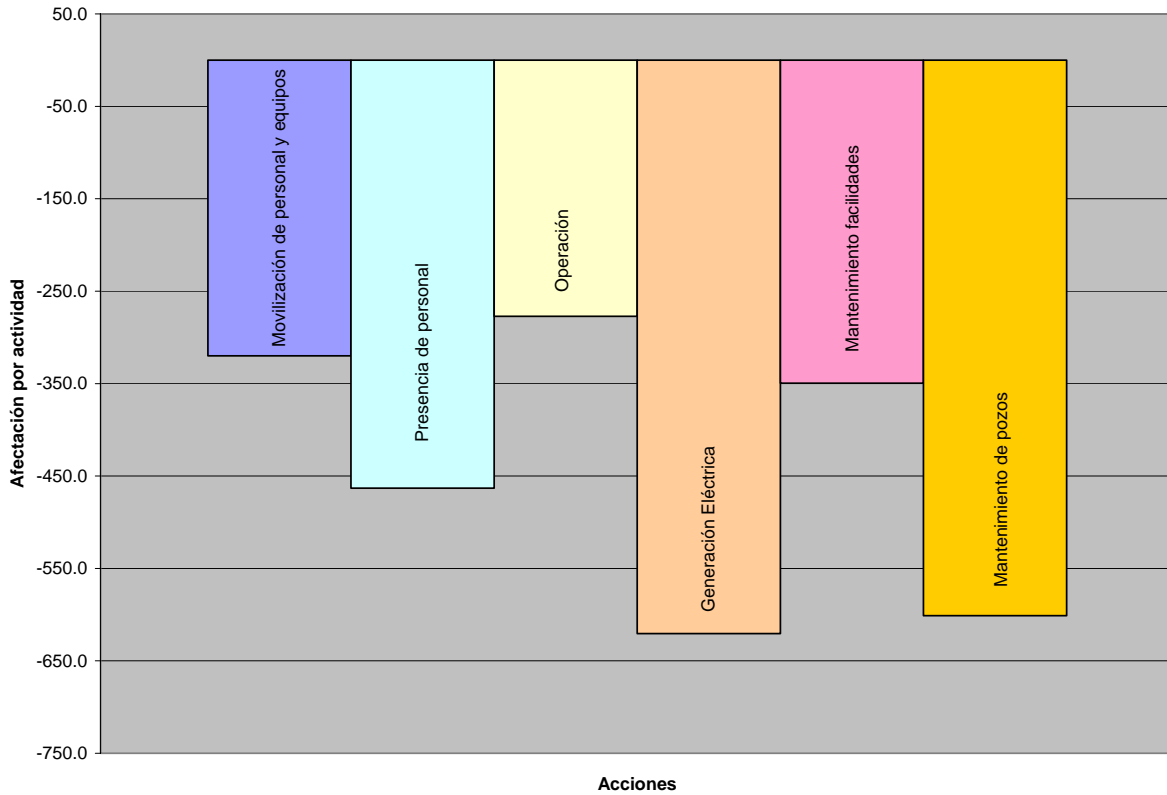 50.0
-50.0
-150.0
-250.0
-350.0
-450.0
-550.0
-650.0
-750.0
Afectación por actividad
Movilización de personal y equipos
Presencia de personal
Operación
Generación Eléctrica
Mantenimiento facilidades
Mantenimiento de pozos
Acciones